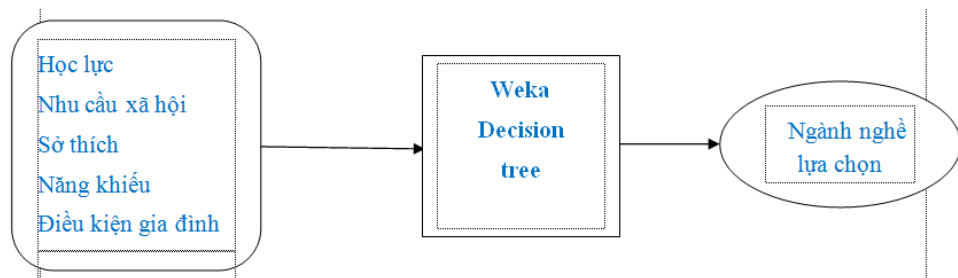 Học lực
Nhu cầu xã hội
Sở thích
Năng khiếu
Điều kiện gia đình
Weka
Decision
tree
Ngành nghề
lựa chọn